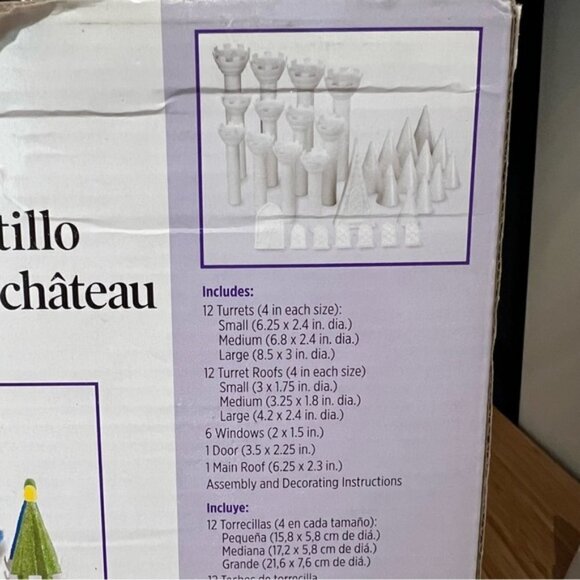 tillo
château
Includes:
12 Turrets (4 in each size):
Small (6.25 x 2.4 in. dia.)
Medium (6.8 x 2.4 in. dia.)
Large (8.5 x 3 in. dia.)
12 Turret Roofs (4 in each size)
Small (3 x 1.75 in. dia.)
Medium (3.25 x 1.8 in. dia.)
Large (4.2 x 2.4 in. dia.)
6 Windows (2 x 1.5 in.)
1 Door (3.5 x 2.25 in.)
1 Main Roof (6.25 x 2.3 in.)
Assembly and Decorating Instructions
Incluye:
12 Torrecillas (4 en cada tamaño):
Pequeña (15,8 x 5,8 cm de diá.)
Mediana (17,2 x 5,8 cm de diá.)
Grande (21,6 x 7,6 cm de diá.)